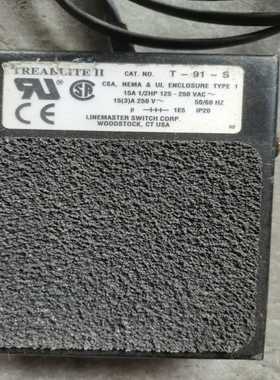 TREADLITE II CAT. NO. T - 91 - S
CSA, NEMA & UL ENCLOSURE TYPE 1
15A 1/2HP 125 - 250 VAC ~
15(3)A 250 V ~ 50/60 HZ
µ 1E5 IP20
LINEMASTER SWITCH CORP.
WOODSTOCK, CT USA